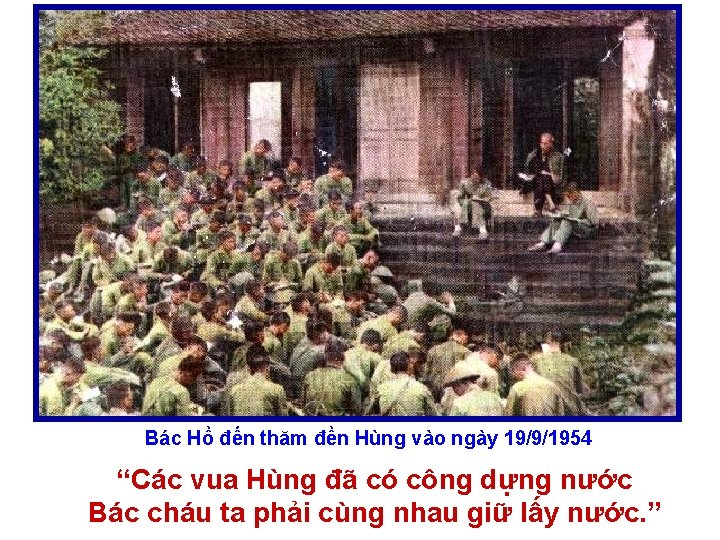 Bác Hồ đến thăm đền Hùng vào ngày 19/9/1954
“Các vua Hùng đã có công dựng nước
Bác cháu ta phải cùng nhau giữ lấy nước.”